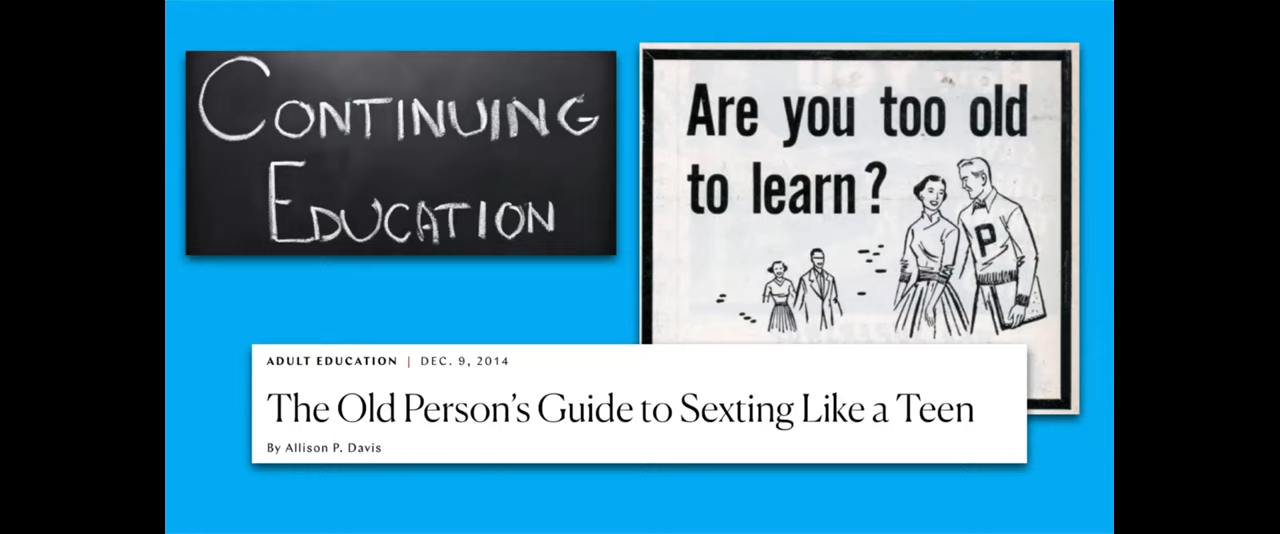 CONTINUING
EDUCATION
Are you too old
to learn?
P
ADULT EDUCATION | DEC. 9, 2014
The Old Person's Guide to Sexting Like a Teen
By Allison P. Davis